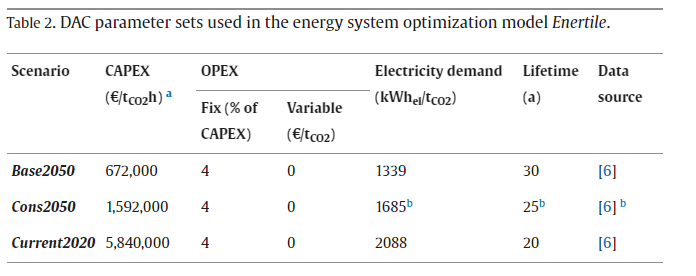 Table 2. DAC parameter sets used in the energy system optimization model Enertile.
Scenario CAPEX OPEX Electricity demand Lifetime Data
(€/tCO2h) a (kWhel/tCO2) (a) source
Fix (% of Variable
CAPEX) (€/tCO2)
Base2050 672,000 4 0 1339 30 [6]
Cons2050 1,592,000 4 0 1685b 25b [6] b
Current2020 5,840,000 4 0 2088 20 [6]